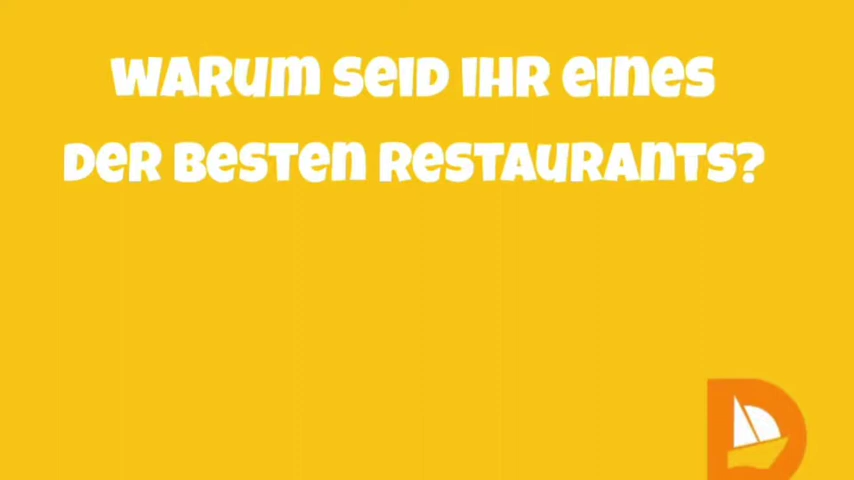 Warum seid ihr eines
der besten Restaurants?
D